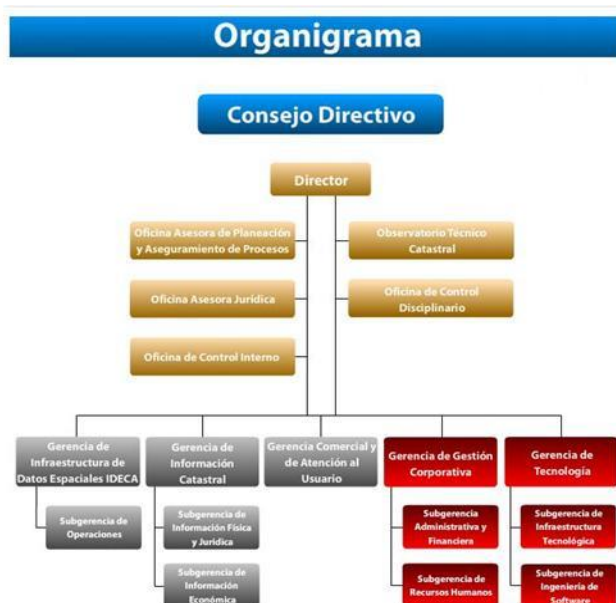 Organigrama
Consejo Directivo
Director
Oficina Asesora de Planeación
y Aseguramiento de Procesos
Observatorio Técnico
Catastral
Oficina Asesora Jurídica
Oficina de Control
Disciplinario
Oficina de Control Interno
Gerencia de
Infraestructura de
Datos Espaciales IDECA
Gerencia de
Información
Catastral
Gerencia Comercial y
de Atención al
Usuario
Gerencia de Gestión
Corporativa
Gerencia de
Tecnología
Subgerencia de
Operaciones
Subgerencia de
Información Física
y Jurídica
Subgerencia
Administrativa y
Financiera
Subgerencia de
Infraestructura
Tecnológica
Subgerencia de
Información
Económica
Subgerencia de
Recursos Humanos
Subgerencia de
Ingeniería de
Software